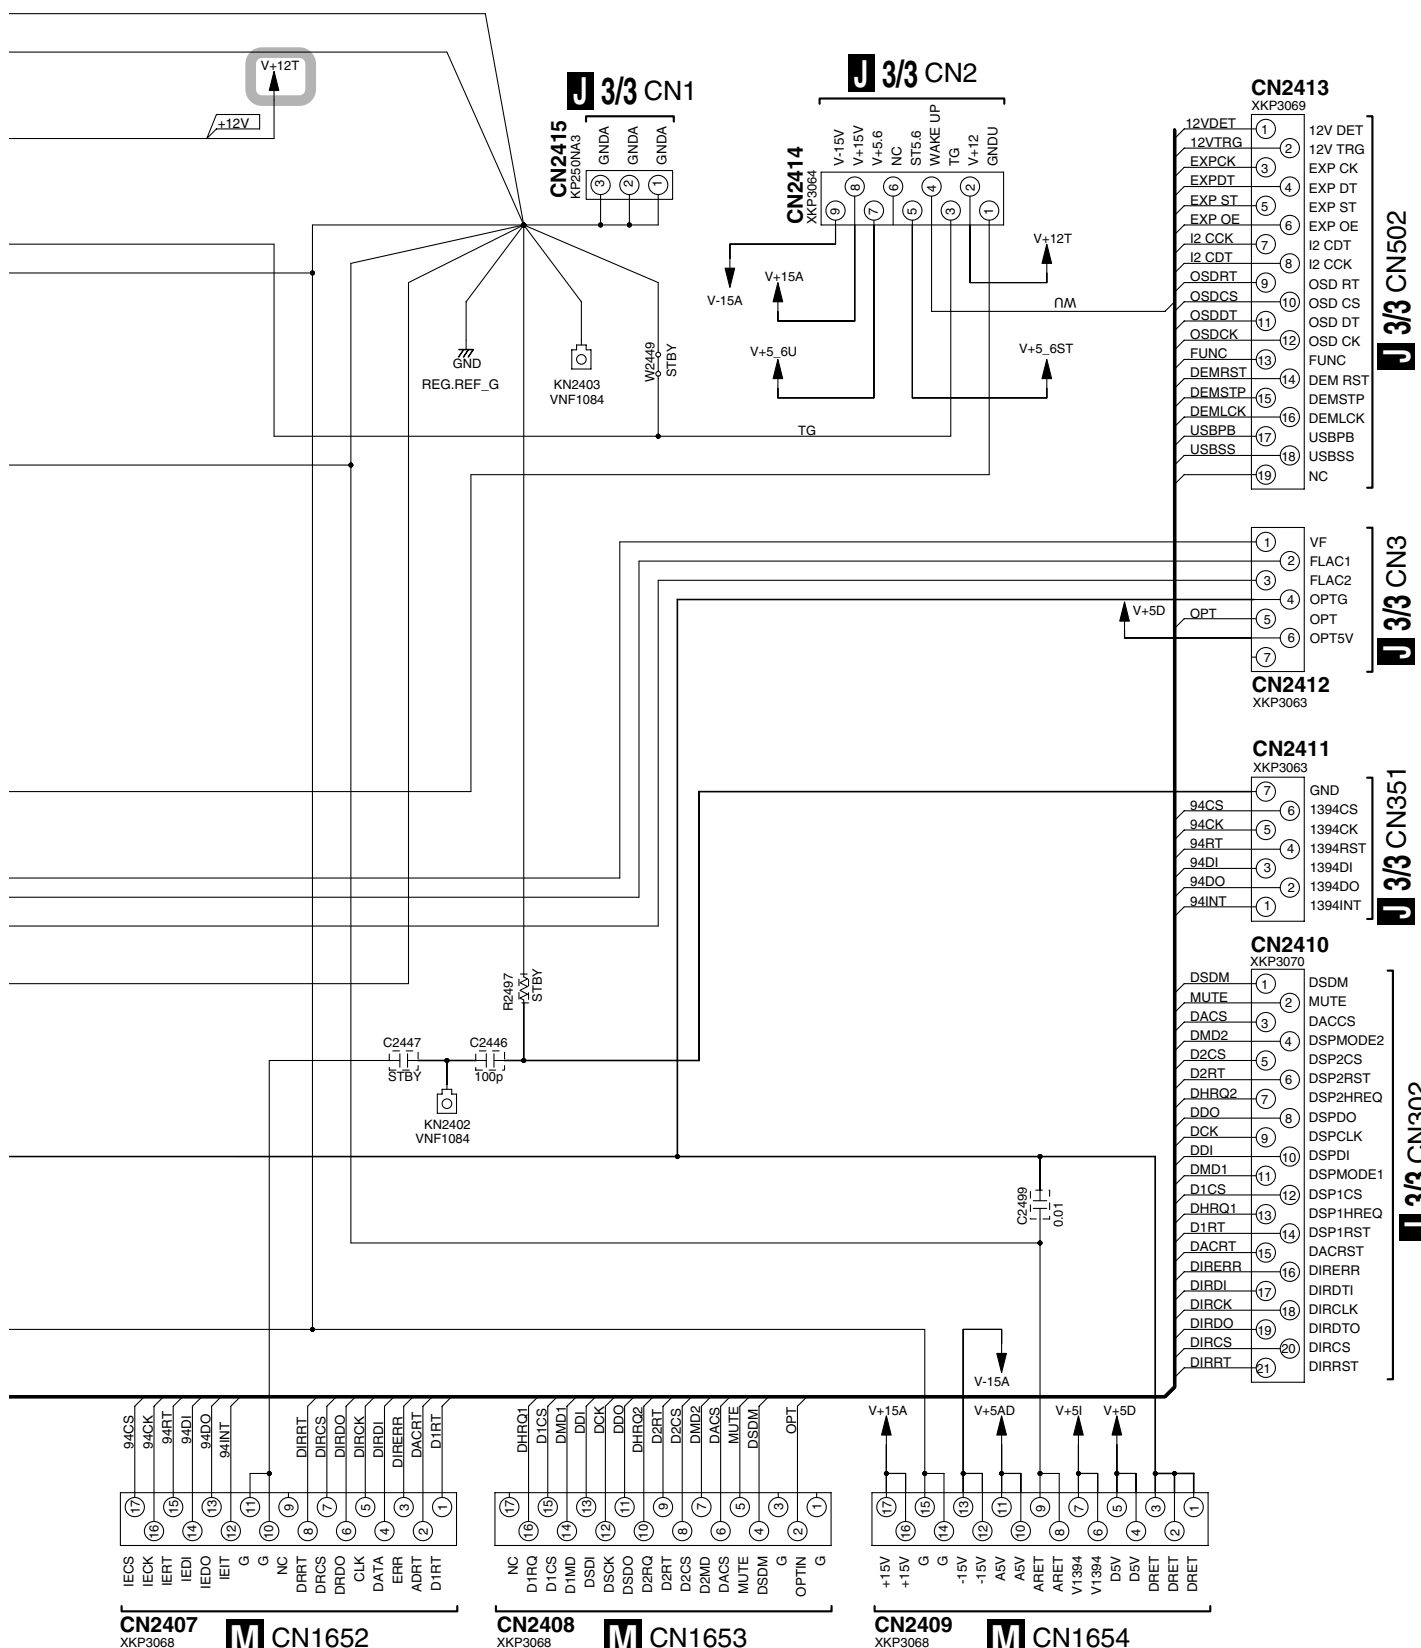 V+12T
+12V
J 3/3 CN1
CN2415
KP250NA3
GNDA
GNDA
GNDA
3
2
1
J 3/3 CN2
CN2414
XKP3064
V-15V
V+15V
V+5.6
NC
ST5.6
WAKE UP
TG
V+12
GNDU
8
6
4
2
9
7
5
3
1
V-15A
V+15A
V+5_6U
V+12T
V+5_6ST
WU
TG
GND
REG.REF_G
KN2403
VNF1084
W2449
STBY
CN2413
XKP3069
12VDET 1 12V DET
12VTRG 2 12V TRG
EXPCK 3 EXP CK
EXPDT 4 EXP DT
EXP ST 5 EXP ST
EXP OE 6 EXP OE
I2 CCK 7 I2 CDT
I2 CDT 8 I2 CCK
OSDRT 9 OSD RT
OSDCS 10 OSD CS
OSDDT 11 OSD DT
OSDCK 12 OSD CK
FUNC 13 FUNC
DEMRST 14 DEM RST
DEMSTP 15 DEMSTP
DEMLCK 16 DEMLCK
USBPB 17 USBPB
USBSS 18 USBSS
19 NC
J 3/3 CN502
1 VF
2 FLAC1
3 FLAC2
4 OPTG
V+5D
OPT 5 OPT
6 OPT5V
7
CN2412
XKP3063
J 3/3 CN3
CN2411
XKP3063
7 GND
94CS 6 1394CS
94CK 5 1394CK
94RT 4 1394RST
94DI 3 1394DI
94DO 2 1394DO
94INT 1 1394INT
J 3/3 CN351
CN2410
XKP3070
DSDM 1 DSDM
MUTE 2 MUTE
DACS 3 DACCS
DMD2 4 DSPMODE2
D2CS 5 DSP2CS
D2RT 6 DSP2RST
DHRQ2 7 DSP2HREQ
DDO 8 DSPDO
DCK 9 DSPCLK
DDI 10 DSPDI
DMD1 11 DSPMODE1
D1CS 12 DSP1CS
DHRQ1 13 DSP1HREQ
D1RT 14 DSP1RST
DACRT 15 DACRST
DIRERR 16 DIRERR
DIRDI 17 DIRDTI
DIRCK 18 DIRCLK
DIRDO 19 DIRDTO
DIRCS 20 DIRCS
DIRRT 21 DIRRST
J 3/3 CN302
R2497
STBY
C2447
STBY
C2446
100p
KN2402
VNF1084
C2499
0.01
V-15A
94CS 94CK 94RT 94DI 94DO 94INT DIRRT DIRCS DIRDO DIRCK DIRDI DIRERR DACRT D1RT
17 15 13 11 9 7 5 3 1
16 14 12 10 8 6 4 2
IECS IECK IERT IEDI IEDO IEIT G G NC DRRT DRCS DRDO CLK DATA ERR ADRT D1RT
CN2407
XKP3068
M CN1652
DHRQ1 D1CS DMD1 DDI DCK DDO DHRQ2 D2RT D2CS DMD2 DACS MUTE DSDM OPT
17 15 13 11 9 7 5 3 1
16 14 12 10 8 6 4 2
NC D1RQ D1CS D1MD DSDI DSCK DSDO D2RQ D2RT D2CS D2MD DACS MUTE DSDM G OPTIN G
CN2408
XKP3068
M CN1653
V+15A V+5AD V+5I V+5D
17 15 13 11 9 7 5 3 1
16 14 12 10 8 6 4 2
+15V +15V G G -15V -15V A5V A5V ARET ARET V1394 V1394 D5V D5V DRET DRET DRET
CN2409
XKP3068
M CN1654